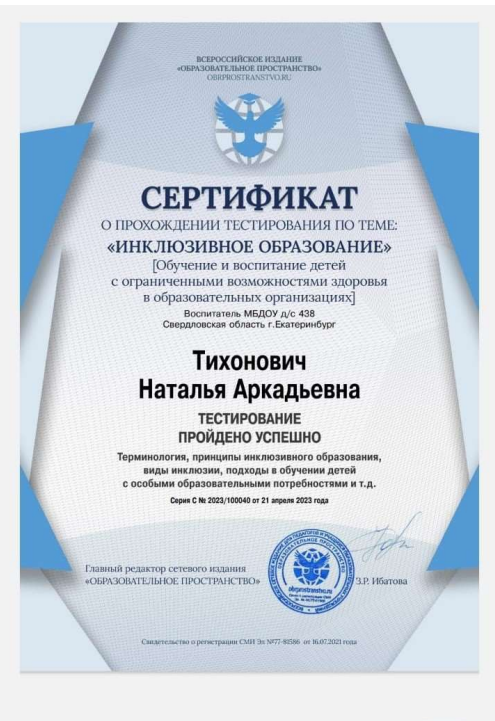 ВСЕРОССИЙСКОЕ ИЗДАНИЕ
«ОБРАЗОВАТЕЛЬНОЕ ПРОСТРАНСТВО»
OBRPROSTRANSTVO.RU
СЕРТИФИКАТ
О ПРОХОЖДЕНИИ ТЕСТИРОВАНИЯ ПО ТЕМЕ:
«ИНКЛЮЗИВНОЕ ОБРАЗОВАНИЕ»
[Обучение и воспитание детей
с ограниченными возможностями здоровья
в образовательных организациях]
Воспитатель МБДОУ д/с 438
Свердловская область г.Екатеринбург
Тихонович
Наталья Аркадьевна
ТЕСТИРОВАНИЕ
ПРОЙДЕНО УСПЕШНО
Терминология, принципы инклюзивного образования,
виды инклюзии, подходы в обучении детей
с особыми образовательными потребностями и т.д.
Серия С № 2023/100040 от 21 апреля 2023 года
Главный редактор сетевого издания
«ОБРАЗОВАТЕЛЬНОЕ ПРОСТРАНСТВО»
З.Р. Ибатова
obrprostranstvo.ru
Свидетельство о регистрации СМИ Эл №77-81586 от 16.07.2021 года